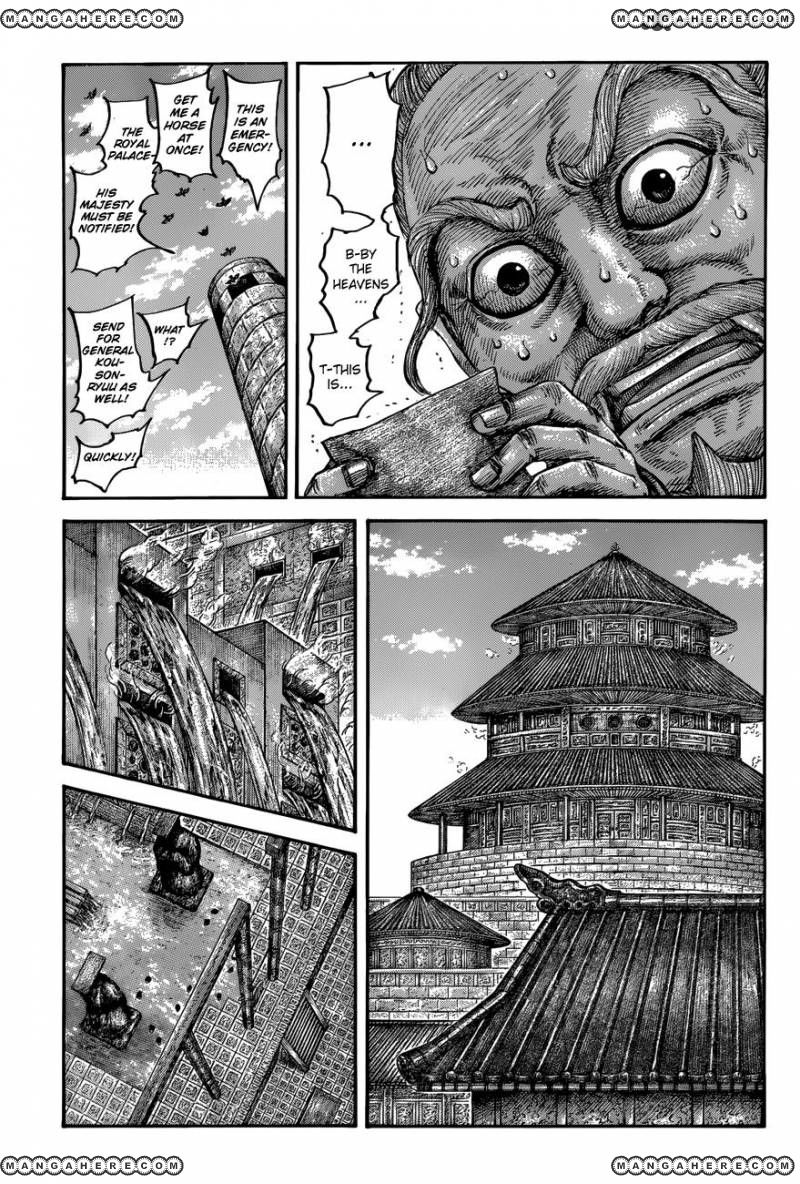 MANGAHERE.COM
MANGAHERE.COM
...
B-BY
THE
HEAVENS
...
T-THIS
IS...
THIS
IS AN
EMER-
GENCY!
GET
ME A
HORSE
AT
ONCE!
THE
ROYAL
PALACE-
HIS
MAJESTY
MUST BE
NOTIFIED!
WHAT
!?
SEND
FOR
GENERAL
KOU-
SON-
RYUU AS
WELL!
QUICKLY!
MANGAHERE.COM
MANGAHERE.COM